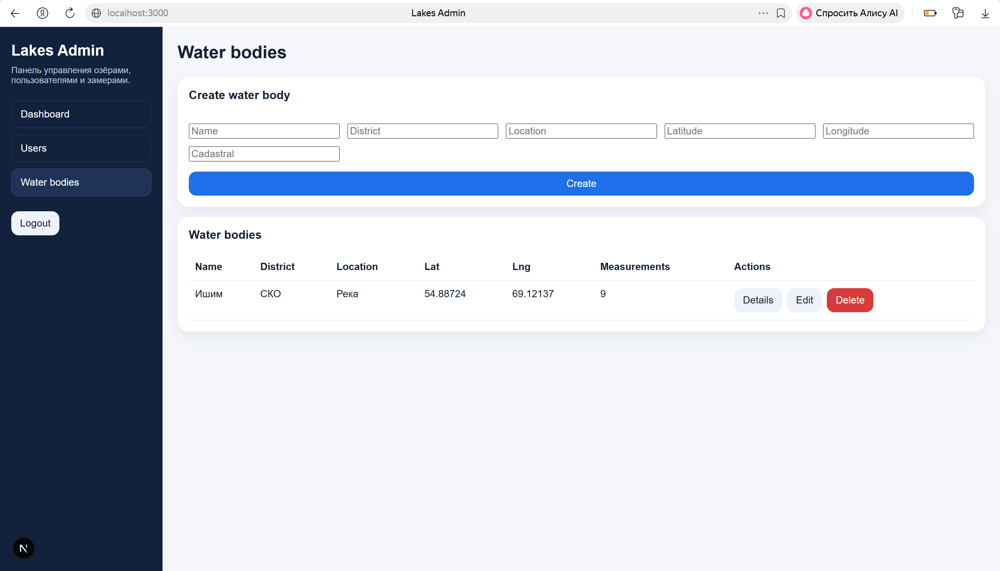 localhost:3000
Lakes Admin
Спросить Алису AI
Lakes Admin
Панель управления озёрами,
пользователями и замерами.
Dashboard
Users
Water bodies
Logout
N
Water bodies
Create water body
Name
District
Location
Latitude
Longitude
Cadastral
Create
Water bodies
Name District Location Lat Lng Measurements Actions
Ишим СКО Река 54.88724 69.12137 9 Details Edit Delete